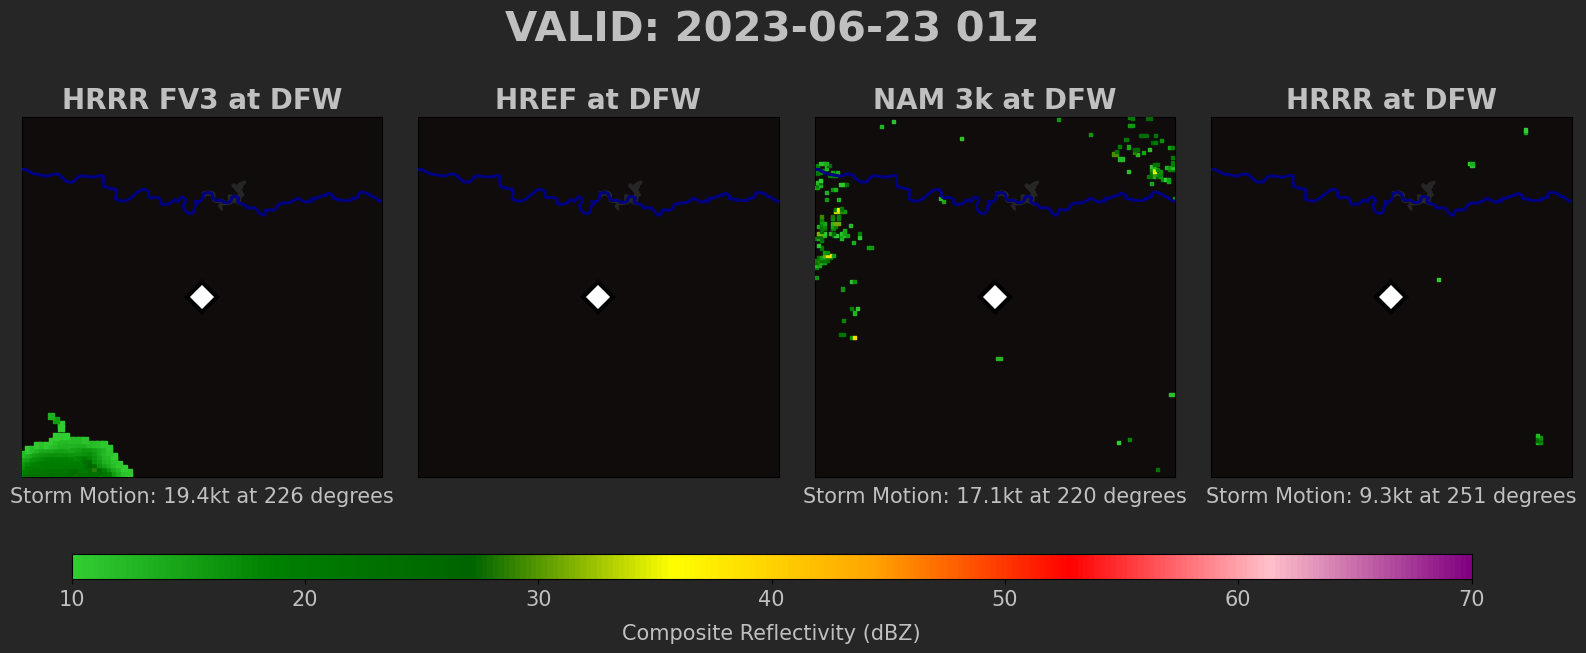 VALID: 2023-06-23 01z
HRRR FV3 at DFW
HREF at DFW
NAM 3k at DFW
HRRR at DFW
Storm Motion: 19.4kt at 226 degrees
Storm Motion: 17.1kt at 220 degrees
Storm Motion: 9.3kt at 251 degrees
10 20 30 40 50 60 70
Composite Reflectivity (dBZ)